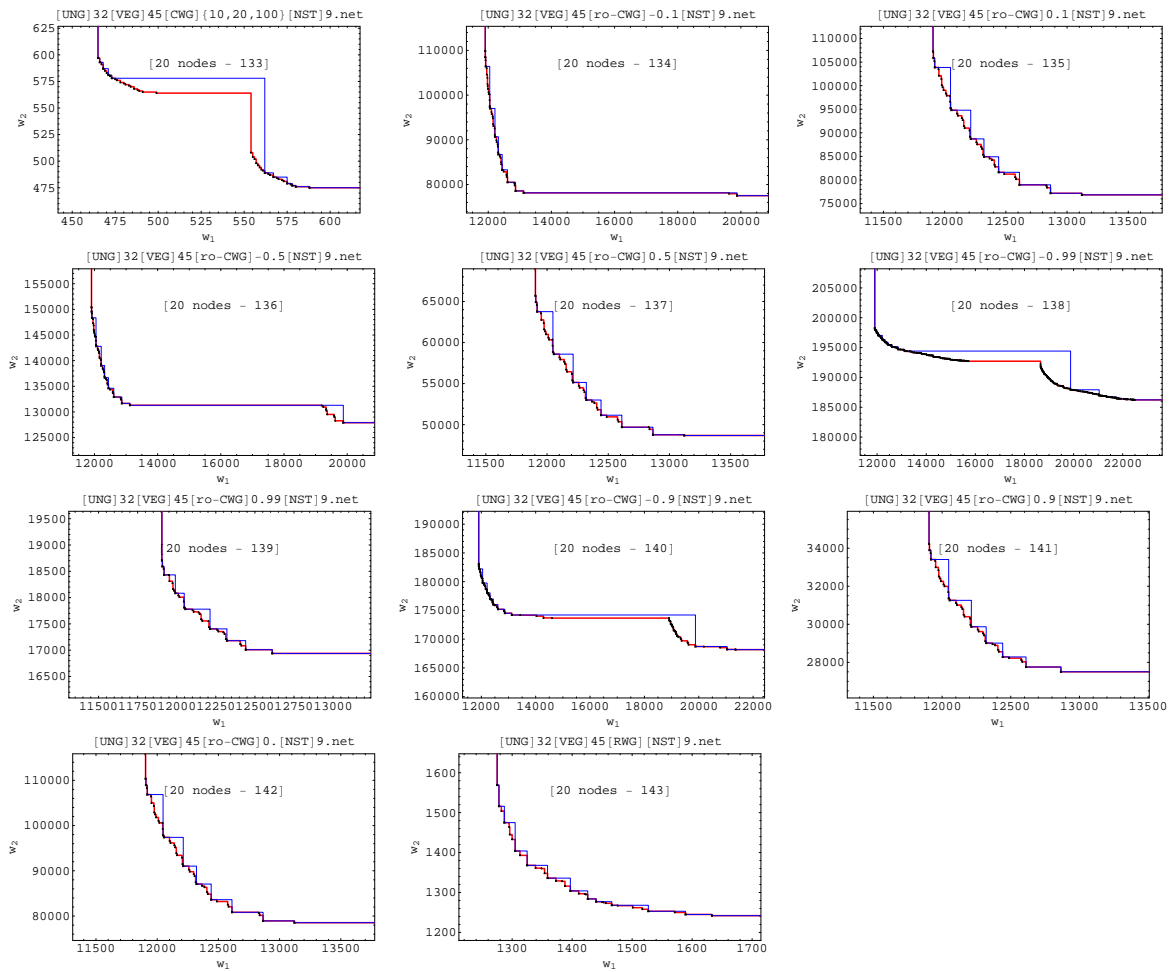 [UNG]32[VEG]45[CWG]{10,20,100}[NST]9.net
[20 nodes - 133]
625
600
575
550
525
500
475
w2
450 475 500 525 550 575 600
w1
[UNG]32[VEG]45[ro-CWG]-0.1[NST]9.net
[20 nodes - 134]
110000
100000
90000
80000
w2
12000 14000 16000 18000 20000
w1
[UNG]32[VEG]45[ro-CWG]0.1[NST]9.net
[20 nodes - 135]
110000
105000
100000
95000
90000
85000
80000
75000
w2
11500 12000 12500 13000 13500
w1
[UNG]32[VEG]45[ro-CWG]-0.5[NST]9.net
[20 nodes - 136]
155000
150000
145000
140000
135000
130000
125000
w2
12000 14000 16000 18000 20000
w1
[UNG]32[VEG]45[ro-CWG]0.5[NST]9.net
[20 nodes - 137]
65000
60000
55000
50000
w2
11500 12000 12500 13000 13500
w1
[UNG]32[VEG]45[ro-CWG]-0.99[NST]9.net
[20 nodes - 138]
205000
200000
195000
190000
185000
180000
w2
12000 14000 16000 18000 20000 22000
w1
[UNG]32[VEG]45[ro-CWG]0.99[NST]9.net
20 nodes - 139]
19500
19000
18500
18000
17500
17000
16500
w2
11500 12000 12500 13000
w1
[UNG]32[VEG]45[ro-CWG]-0.9[NST]9.net
[20 nodes - 140]
190000
185000
180000
175000
170000
165000
160000
w2
12000 14000 16000 18000 20000 22000
w1
[UNG]32[VEG]45[ro-CWG]0.9[NST]9.net
[20 nodes - 141]
34000
32000
30000
28000
w2
11500 12000 12500 13000 13500
w1
[UNG]32[VEG]45[ro-CWG]0.[NST]9.net
[20 nodes - 142]
110000
100000
90000
80000
w2
11500 12000 12500 13000 13500
w1
[UNG]32[VEG]45[RWG][NST]9.net
[20 nodes - 143]
1600
1500
1400
1300
1200
w2
1300 1400 1500 1600 1700
w1